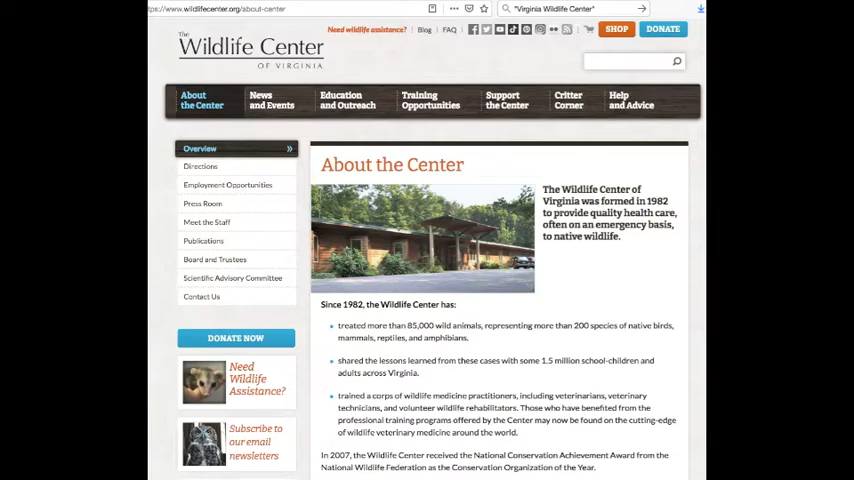 ttps://www.wildlifecenter.org/about-center
"Virginia Wildlife Center"
Need wildlife assistance?
Blog
FAQ
SHOP
DONATE
The
Wildlife Center
OF VIRGINIA
About
the Center
News
and Events
Education
and Outreach
Training
Opportunities
Support
the Center
Critter
Corner
Help
and Advice
Overview
Directions
Employment Opportunities
Press Room
Meet the Staff
Publications
Board and Trustees
Scientific Advisory Committee
Contact Us
DONATE NOW
Need
Wildlife
Assistance?
Subscribe to
our email
newsletters
About the Center
The Wildlife Center of
Virginia was formed in 1982
to provide quality health care,
often on an emergency basis,
to native wildlife.
Since 1982, the Wildlife Center has:
treated more than 85,000 wild animals, representing more than 200 species of native birds,
mammals, reptiles, and amphibians.
shared the lessons learned from these cases with some 1.5 million school-children and
adults across Virginia.
trained a corps of wildlife medicine practitioners, including veterinarians, veterinary
technicians, and volunteer wildlife rehabilitators. Those who have benefited from the
professional training programs offered by the Center may now be found on the cutting-edge
of wildlife veterinary medicine around the world.
In 2007, the Wildlife Center received the National Conservation Achievement Award from the
National Wildlife Federation as the Conservation Organization of the Year.